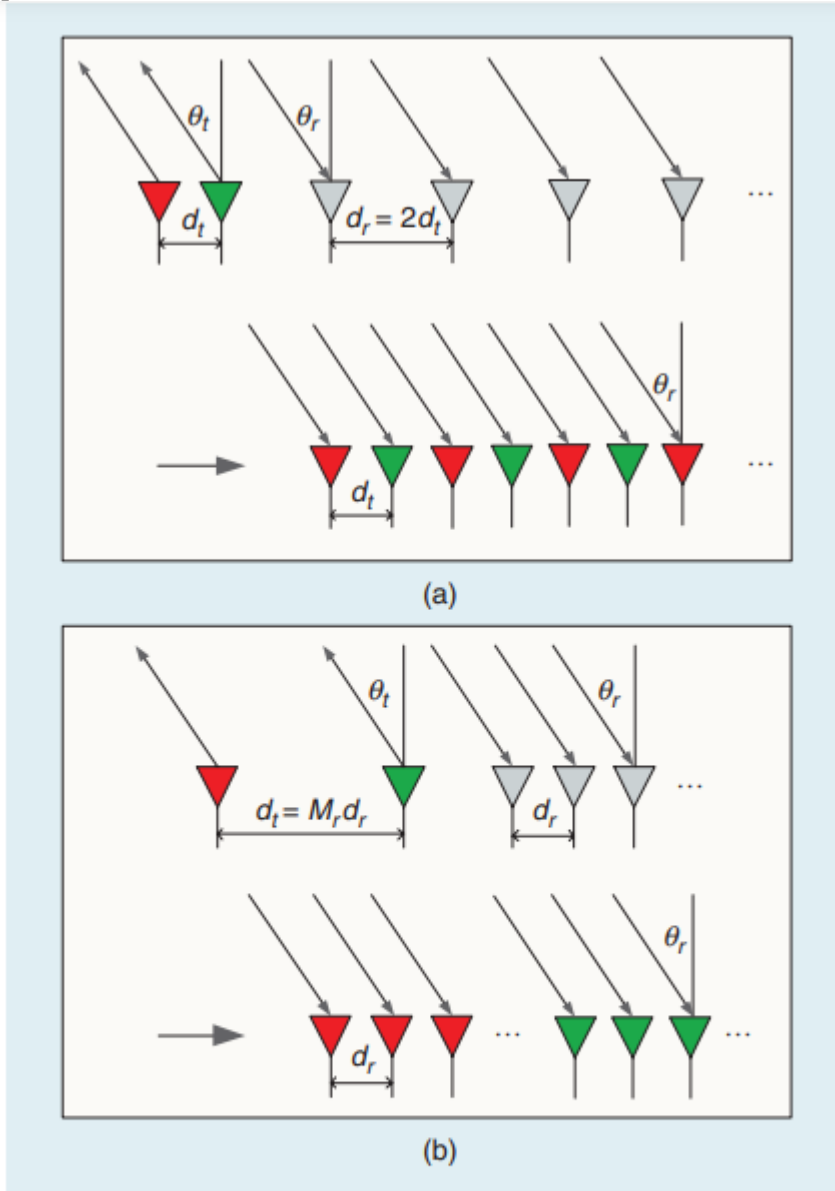 θt
θr
dt
dr = 2dt
...
θr
dt
...
(a)
θt
θr
dt = Mrdr
dr
...
θr
...
...
dr
(b)